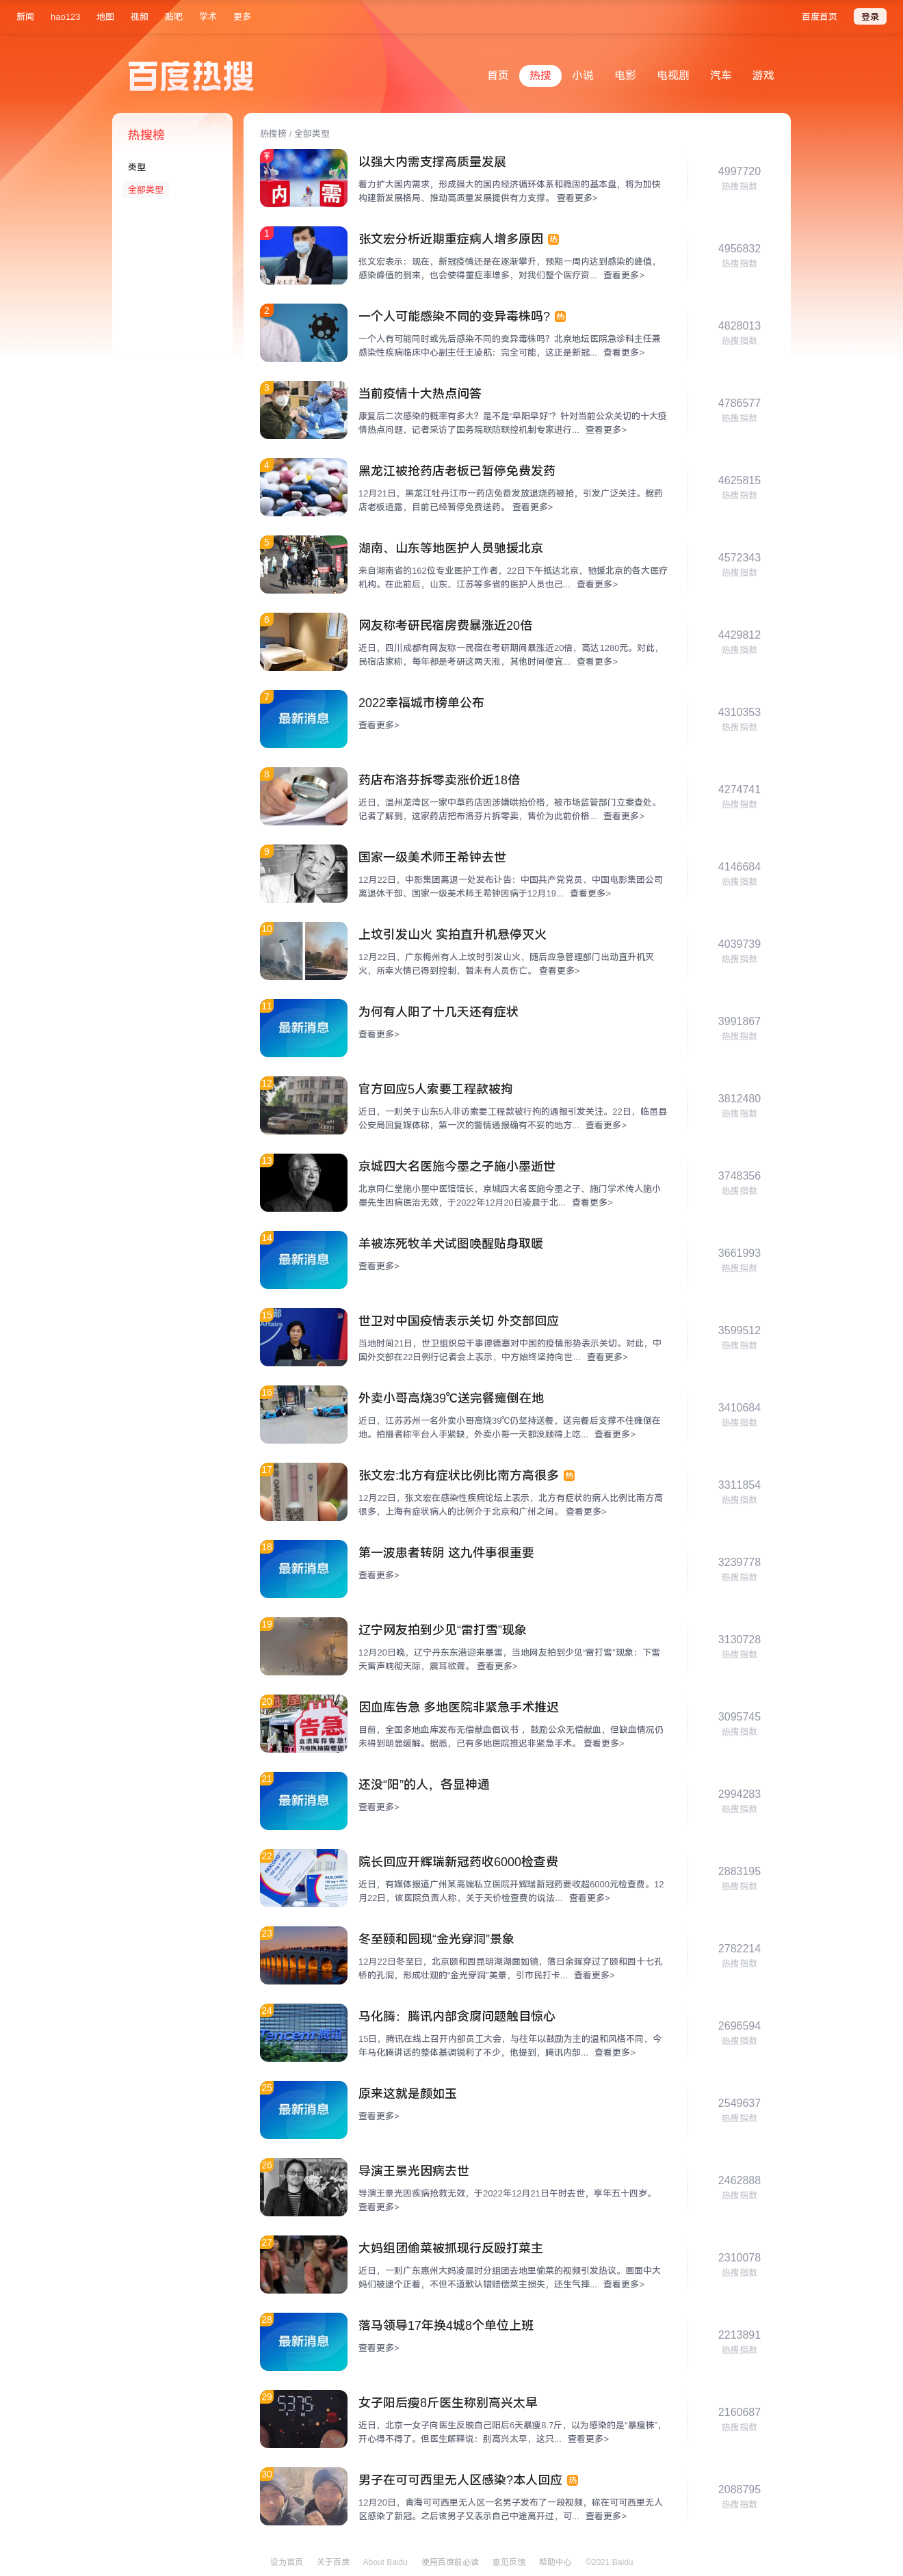 新闻 hao123 地图 视频 贴吧 学术 更多 百度首页 登录
百度热搜
首页 热搜 小说 电影 电视剧 汽车 游戏
热搜榜
类型
全部类型
热搜榜 / 全部类型
内需
以强大内需支撑高质量发展
着力扩大国内需求，形成强大的国内经济循环体系和稳固的基本盘，将为加快
构建新发展格局、推动高质量发展提供有力支撑。 查看更多>
4997720
热搜指数
1
张文宏分析近期重症病人增多原因 热
张文宏表示：现在，新冠疫情还是在逐渐攀升，预期一周内达到感染的峰值，
感染峰值的到来，也会使得重症率增多，对我们整个医疗资... 查看更多>
4956832
热搜指数
2
一个人可能感染不同的变异毒株吗? 热
一个人有可能同时或先后感染不同的变异毒株吗？北京地坛医院急诊科主任兼
感染性疾病临床中心副主任王凌航：完全可能，这正是新冠... 查看更多>
4828013
热搜指数
3
当前疫情十大热点问答
康复后二次感染的概率有多大？是不是“早阳早好”？针对当前公众关切的十大疫
情热点问题，记者采访了国务院联防联控机制专家进行... 查看更多>
4786577
热搜指数
4
黑龙江被抢药店老板已暂停免费发药
12月21日，黑龙江牡丹江市一药店免费发放退烧药被抢，引发广泛关注。据药
店老板透露，目前已经暂停免费送药。 查看更多>
4625815
热搜指数
5
湖南、山东等地医护人员驰援北京
来自湖南省的162位专业医护工作者，22日下午抵达北京，驰援北京的各大医疗
机构。在此前后，山东、江苏等多省的医护人员也已... 查看更多>
4572343
热搜指数
6
网友称考研民宿房费暴涨近20倍
近日，四川成都有网友称一民宿在考研期间暴涨近20倍，高达1280元。对此，
民宿店家称，每年都是考研这两天涨，其他时间便宜... 查看更多>
4429812
热搜指数
7
最新消息
2022幸福城市榜单公布
查看更多>
4310353
热搜指数
8
药店布洛芬拆零卖涨价近18倍
近日，温州龙湾区一家中草药店因涉嫌哄抬价格，被市场监管部门立案查处。
记者了解到，这家药店把布洛芬片拆零卖，售价为此前价格... 查看更多>
4274741
热搜指数
9
国家一级美术师王希钟去世
12月22日，中影集团离退一处发布讣告：中国共产党党员、中国电影集团公司
离退休干部、国家一级美术师王希钟因病于12月19... 查看更多>
4146684
热搜指数
10
上坟引发山火 实拍直升机悬停灭火
12月22日，广东梅州有人上坟时引发山火，随后应急管理部门出动直升机灭
火，所幸火情已得到控制，暂未有人员伤亡。 查看更多>
4039739
热搜指数
11
最新消息
为何有人阳了十几天还有症状
查看更多>
3991867
热搜指数
12
官方回应5人索要工程款被拘
近日，一则关于山东5人非访索要工程款被行拘的通报引发关注。22日，临邑县
公安局回复媒体称，第一次的警情通报确有不妥的地方... 查看更多>
3812480
热搜指数
13
京城四大名医施今墨之子施小墨逝世
北京同仁堂施小墨中医馆馆长，京城四大名医施今墨之子、施门学术传人施小
墨先生因病医治无效，于2022年12月20日凌晨于北... 查看更多>
3748356
热搜指数
14
最新消息
羊被冻死牧羊犬试图唤醒贴身取暖
查看更多>
3661993
热搜指数
15
世卫对中国疫情表示关切 外交部回应
当地时间21日，世卫组织总干事谭德塞对中国的疫情形势表示关切。对此，中
国外交部在22日例行记者会上表示，中方始终坚持向世... 查看更多>
3599512
热搜指数
16
外卖小哥高烧39℃送完餐瘫倒在地
近日，江苏苏州一名外卖小哥高烧39℃仍坚持送餐，送完餐后支撑不住瘫倒在
地。拍摄者称平台人手紧缺，外卖小哥一天都没顾得上吃... 查看更多>
3410684
热搜指数
17
张文宏:北方有症状比例比南方高很多 热
12月22日，张文宏在感染性疾病论坛上表示，北方有症状的病人比例比南方高
很多，上海有症状病人的比例介于北京和广州之间。 查看更多>
3311854
热搜指数
18
最新消息
第一波患者转阴 这九件事很重要
查看更多>
3239778
热搜指数
19
辽宁网友拍到少见“雷打雪”现象
12月20日晚，辽宁丹东东港迎来暴雪，当地网友拍到少见“雷打雪”现象：下雪
天雷声响彻天际，震耳欲聋。 查看更多>
3130728
热搜指数
20
告急
因血库告急 多地医院非紧急手术推迟
目前，全国多地血库发布无偿献血倡议书，鼓励公众无偿献血，但缺血情况仍
未得到明显缓解。据悉，已有多地医院推迟非紧急手术。 查看更多>
3095745
热搜指数
21
最新消息
还没“阳”的人，各显神通
查看更多>
2994283
热搜指数
22
院长回应开辉瑞新冠药收6000检查费
近日，有媒体报道广州某高端私立医院开辉瑞新冠药要收超6000元检查费。12
月22日，该医院负责人称，关于天价检查费的说法... 查看更多>
2883195
热搜指数
23
冬至颐和园现“金光穿洞”景象
12月22日冬至日，北京颐和园昆明湖湖面如镜，落日余晖穿过了颐和园十七孔
桥的孔洞，形成壮观的“金光穿洞”美景，引市民打卡... 查看更多>
2782214
热搜指数
24
Tencent 腾讯
马化腾：腾讯内部贪腐问题触目惊心
15日，腾讯在线上召开内部员工大会，与往年以鼓励为主的温和风格不同，今
年马化腾讲话的整体基调锐利了不少，他提到，腾讯内部... 查看更多>
2696594
热搜指数
25
最新消息
原来这就是颜如玉
查看更多>
2549637
热搜指数
26
导演王景光因病去世
导演王景光因疾病抢救无效，于2022年12月21日午时去世，享年五十四岁。
查看更多>
2462888
热搜指数
27
大妈组团偷菜被抓现行反殴打菜主
近日，一则广东惠州大妈凌晨时分组团去地里偷菜的视频引发热议。画面中大
妈们被逮个正着，不但不道歉认错赔偿菜主损失，还生气摔... 查看更多>
2310078
热搜指数
28
最新消息
落马领导17年换4城8个单位上班
查看更多>
2213891
热搜指数
29
5375
女子阳后瘦8斤医生称别高兴太早
近日，北京一女子向医生反映自己阳后6天暴瘦8.7斤，以为感染的是“暴瘦株”，
开心得不得了。但医生解释说：别高兴太早，这只... 查看更多>
2160687
热搜指数
30
男子在可可西里无人区感染?本人回应 热
12月20日，青海可可西里无人区一名男子发布了一段视频，称在可可西里无人
区感染了新冠。之后该男子又表示自己中途离开过，可... 查看更多>
2088795
热搜指数
设为首页 关于百度 About Baidu 使用百度前必读 意见反馈 帮助中心 ©2021 Baidu